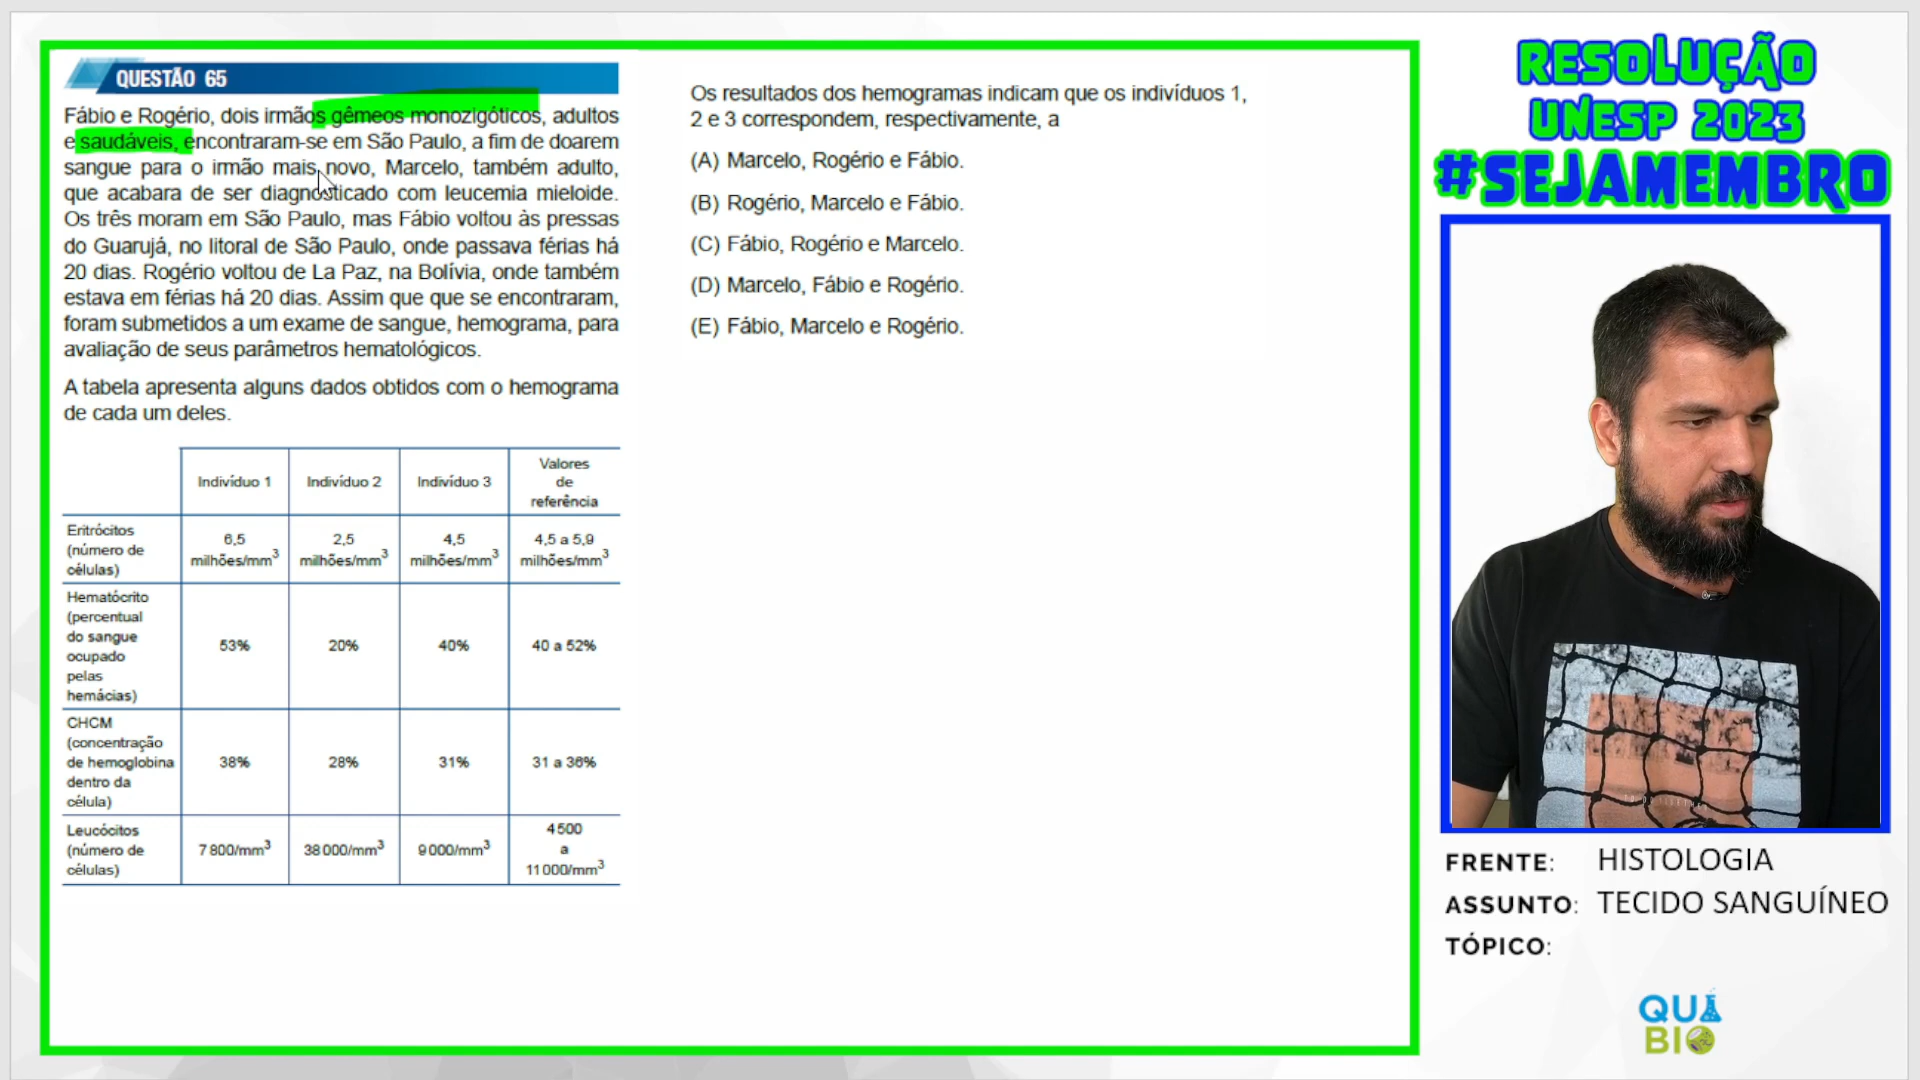 QUESTÃO 65
Fábio e Rogério, dois irmãos gêmeos monozigóticos, adultos
e saudáveis, encontraram-se em São Paulo, a fim de doarem
sangue para o irmão mais novo, Marcelo, também adulto,
que acabara de ser diagnosticado com leucemia mieloide.
Os três moram em São Paulo, mas Fábio voltou às pressas
do Guarujá, no litoral de São Paulo, onde passava férias há
20 dias. Rogério voltou de La Paz, na Bolívia, onde também
estava em férias há 20 dias. Assim que que se encontraram,
foram submetidos a um exame de sangue, hemograma, para
avaliação de seus parâmetros hematológicos.
A tabela apresenta alguns dados obtidos com o hemograma
de cada um deles.
Indivíduo 1 Indivíduo 2 Indivíduo 3 Valores
de
referência
Eritrócitos
(número de
células)
6,5
milhões/mm³
2,5
milhões/mm³
4,5
milhões/mm³
4,5 a 5,9
milhões/mm³
Hematócrito
(percentual
do sangue
ocupado
pelas
hemácias)
53% 20% 40% 40 a 52%
CHCM
(concentração
de hemoglobina
dentro da
célula)
38% 28% 31% 31 a 36%
Leucócitos
(número de
células)
7 800/mm³ 38 000/mm³ 9 000/mm³
4 500
a
11 000/mm³
Os resultados dos hemogramas indicam que os indivíduos 1,
2 e 3 correspondem, respectivamente, a
(A) Marcelo, Rogério e Fábio.
(B) Rogério, Marcelo e Fábio.
(C) Fábio, Rogério e Marcelo.
(D) Marcelo, Fábio e Rogério.
(E) Fábio, Marcelo e Rogério.
RESOLUÇÃO
UNESP 2023
#SEJAMEMBRO
FRENTE: HISTOLOGIA
ASSUNTO: TECIDO SANGUÍNEO
TÓPICO:
QUI
BIO